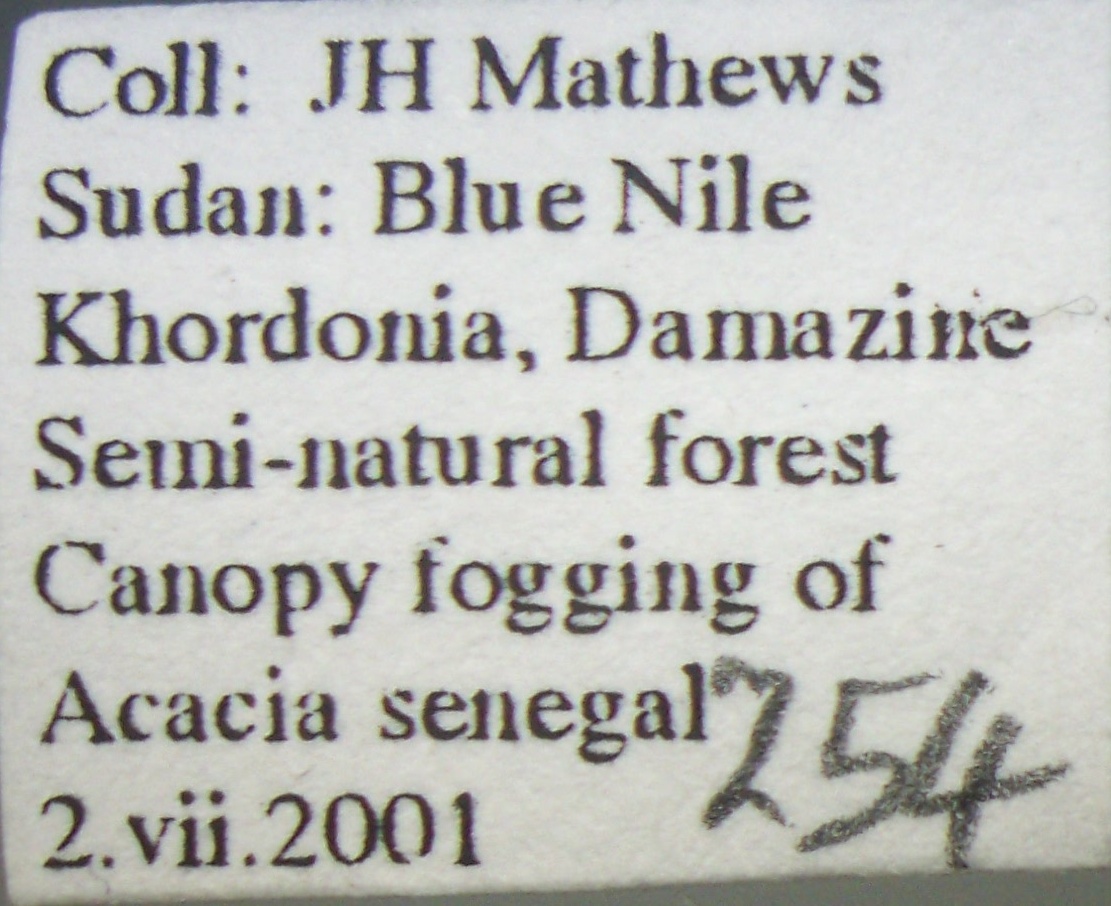 Coll: JH Mathews
Sudan: Blue Nile
Khordonia, Damazine
Semi-natural forest
Canopy fogging of
Acacia senegal
254
2.vii.2001